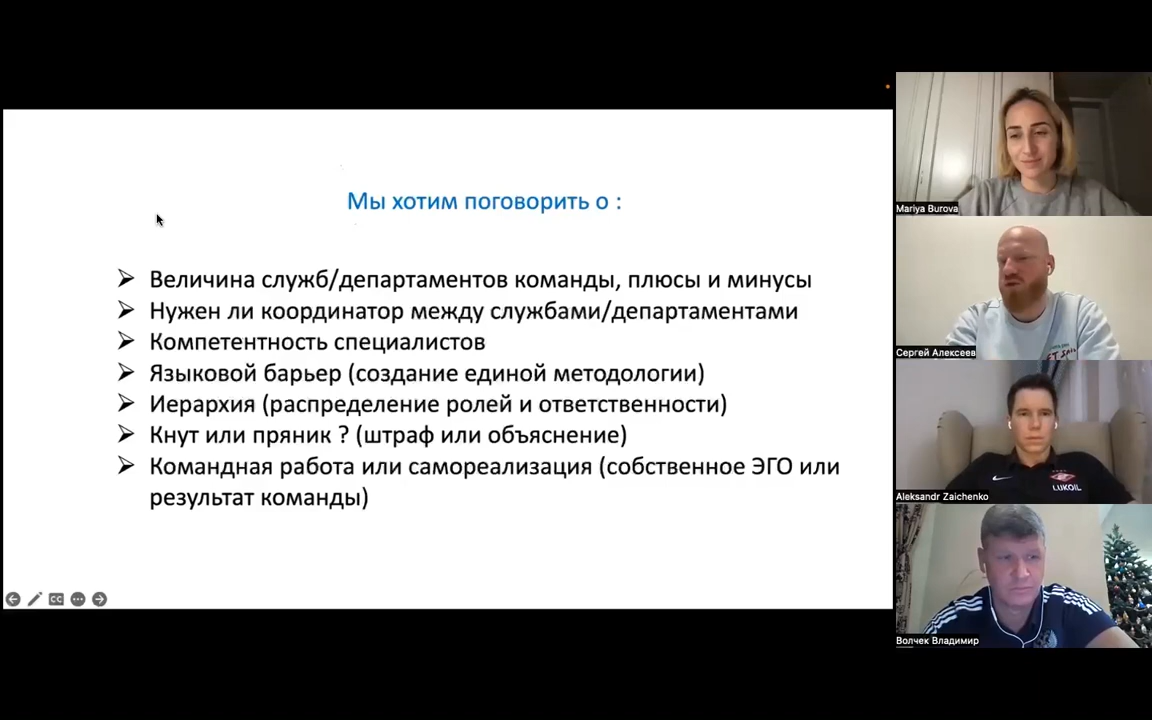 Мы хотим поговорить о :
Величина служб/департаментов команды, плюсы и минусы
Нужен ли координатор между службами/департаментами
Компетентность специалистов
Языковой барьер (создание единой методологии)
Иерархия (распределение ролей и ответственности)
Кнут или пряник ? (штраф или объяснение)
Командная работа или самореализация (собственное ЭГО или
результат команды)
CC
Mariya Burova
Сергей Алексеев
LUKOIL
Aleksandr Zaichenko
Волчек Владимир